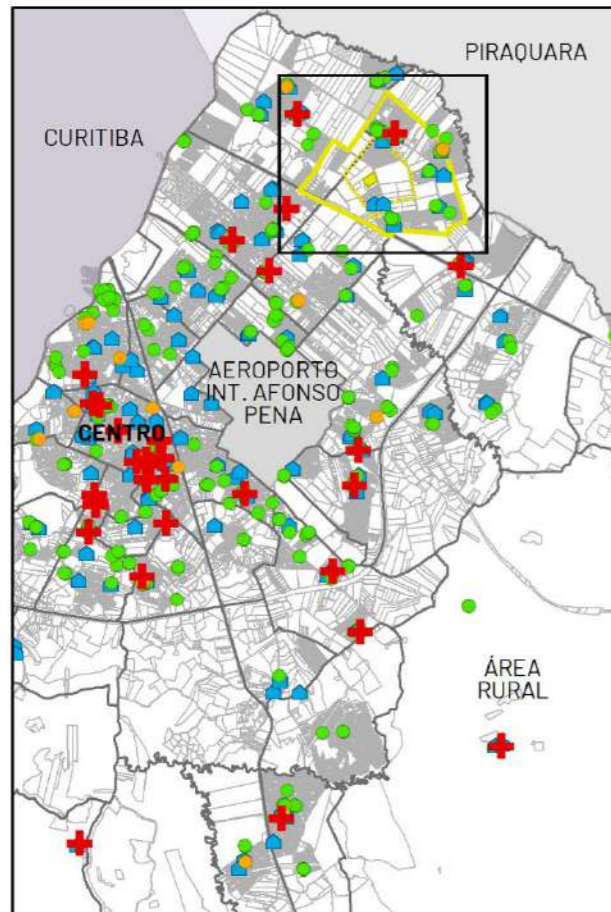 PIRAQUARA
CURITIBA
AEROPORTO
INT. AFONSO
PENA
CENTRO
ÁREA
RURAL